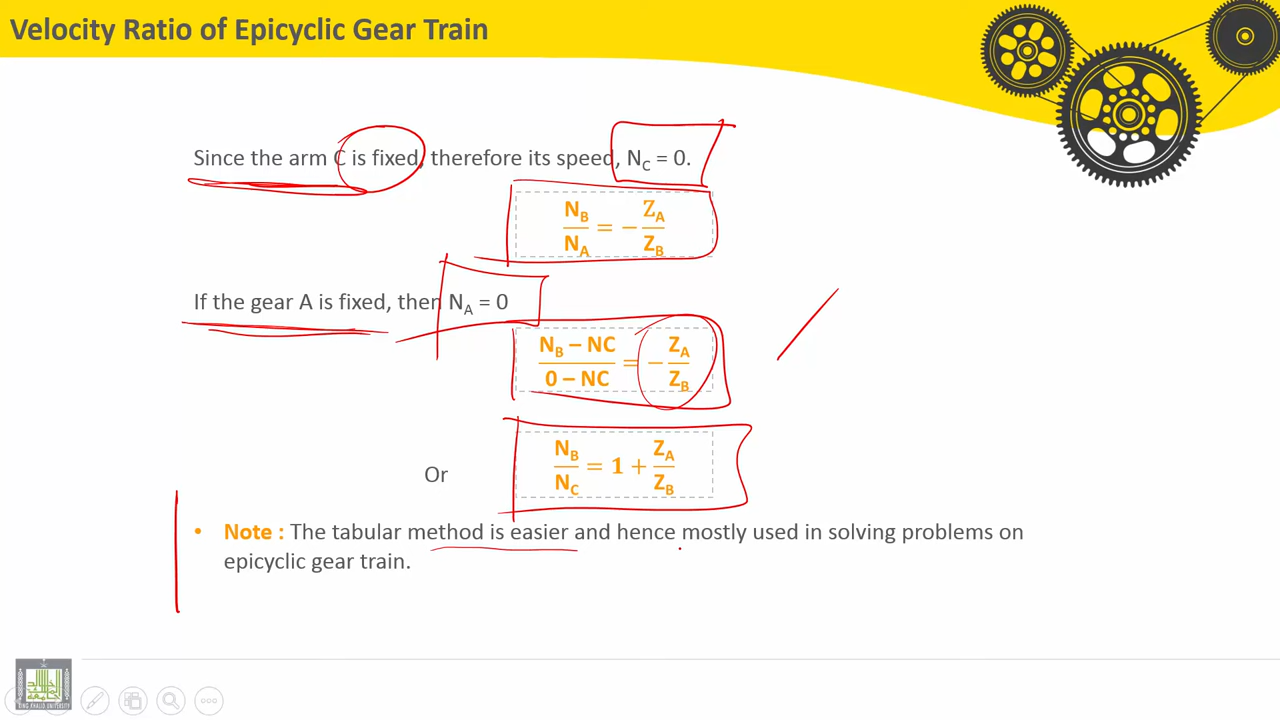 Velocity Ratio of Epicyclic Gear Train
Since the arm C is fixed, therefore its speed, N_C = 0.
N_B / N_A = − Z_A / Z_B
If the gear A is fixed, then N_A = 0
N_B – NC / 0 – NC = − Z_A / Z_B
Or
N_B / N_C = 1 + Z_A / Z_B
• Note : The tabular method is easier and hence mostly used in solving problems on
epicyclic gear train.
KING KHALID UNIVERSITY